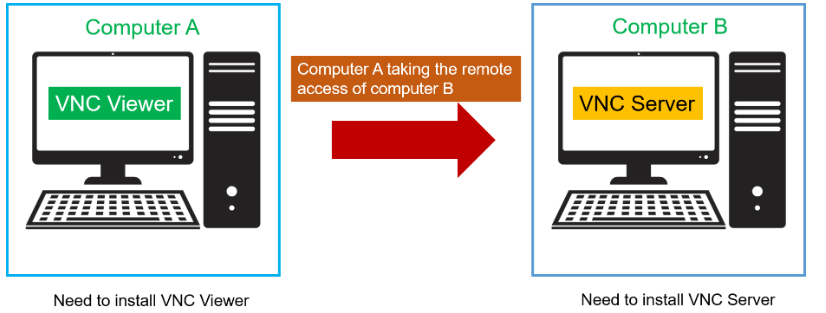 Computer A
Computer B
VNC Viewer
Computer A taking the remote
access of computer B
VNC Server
Need to install VNC Viewer
Need to install VNC Server